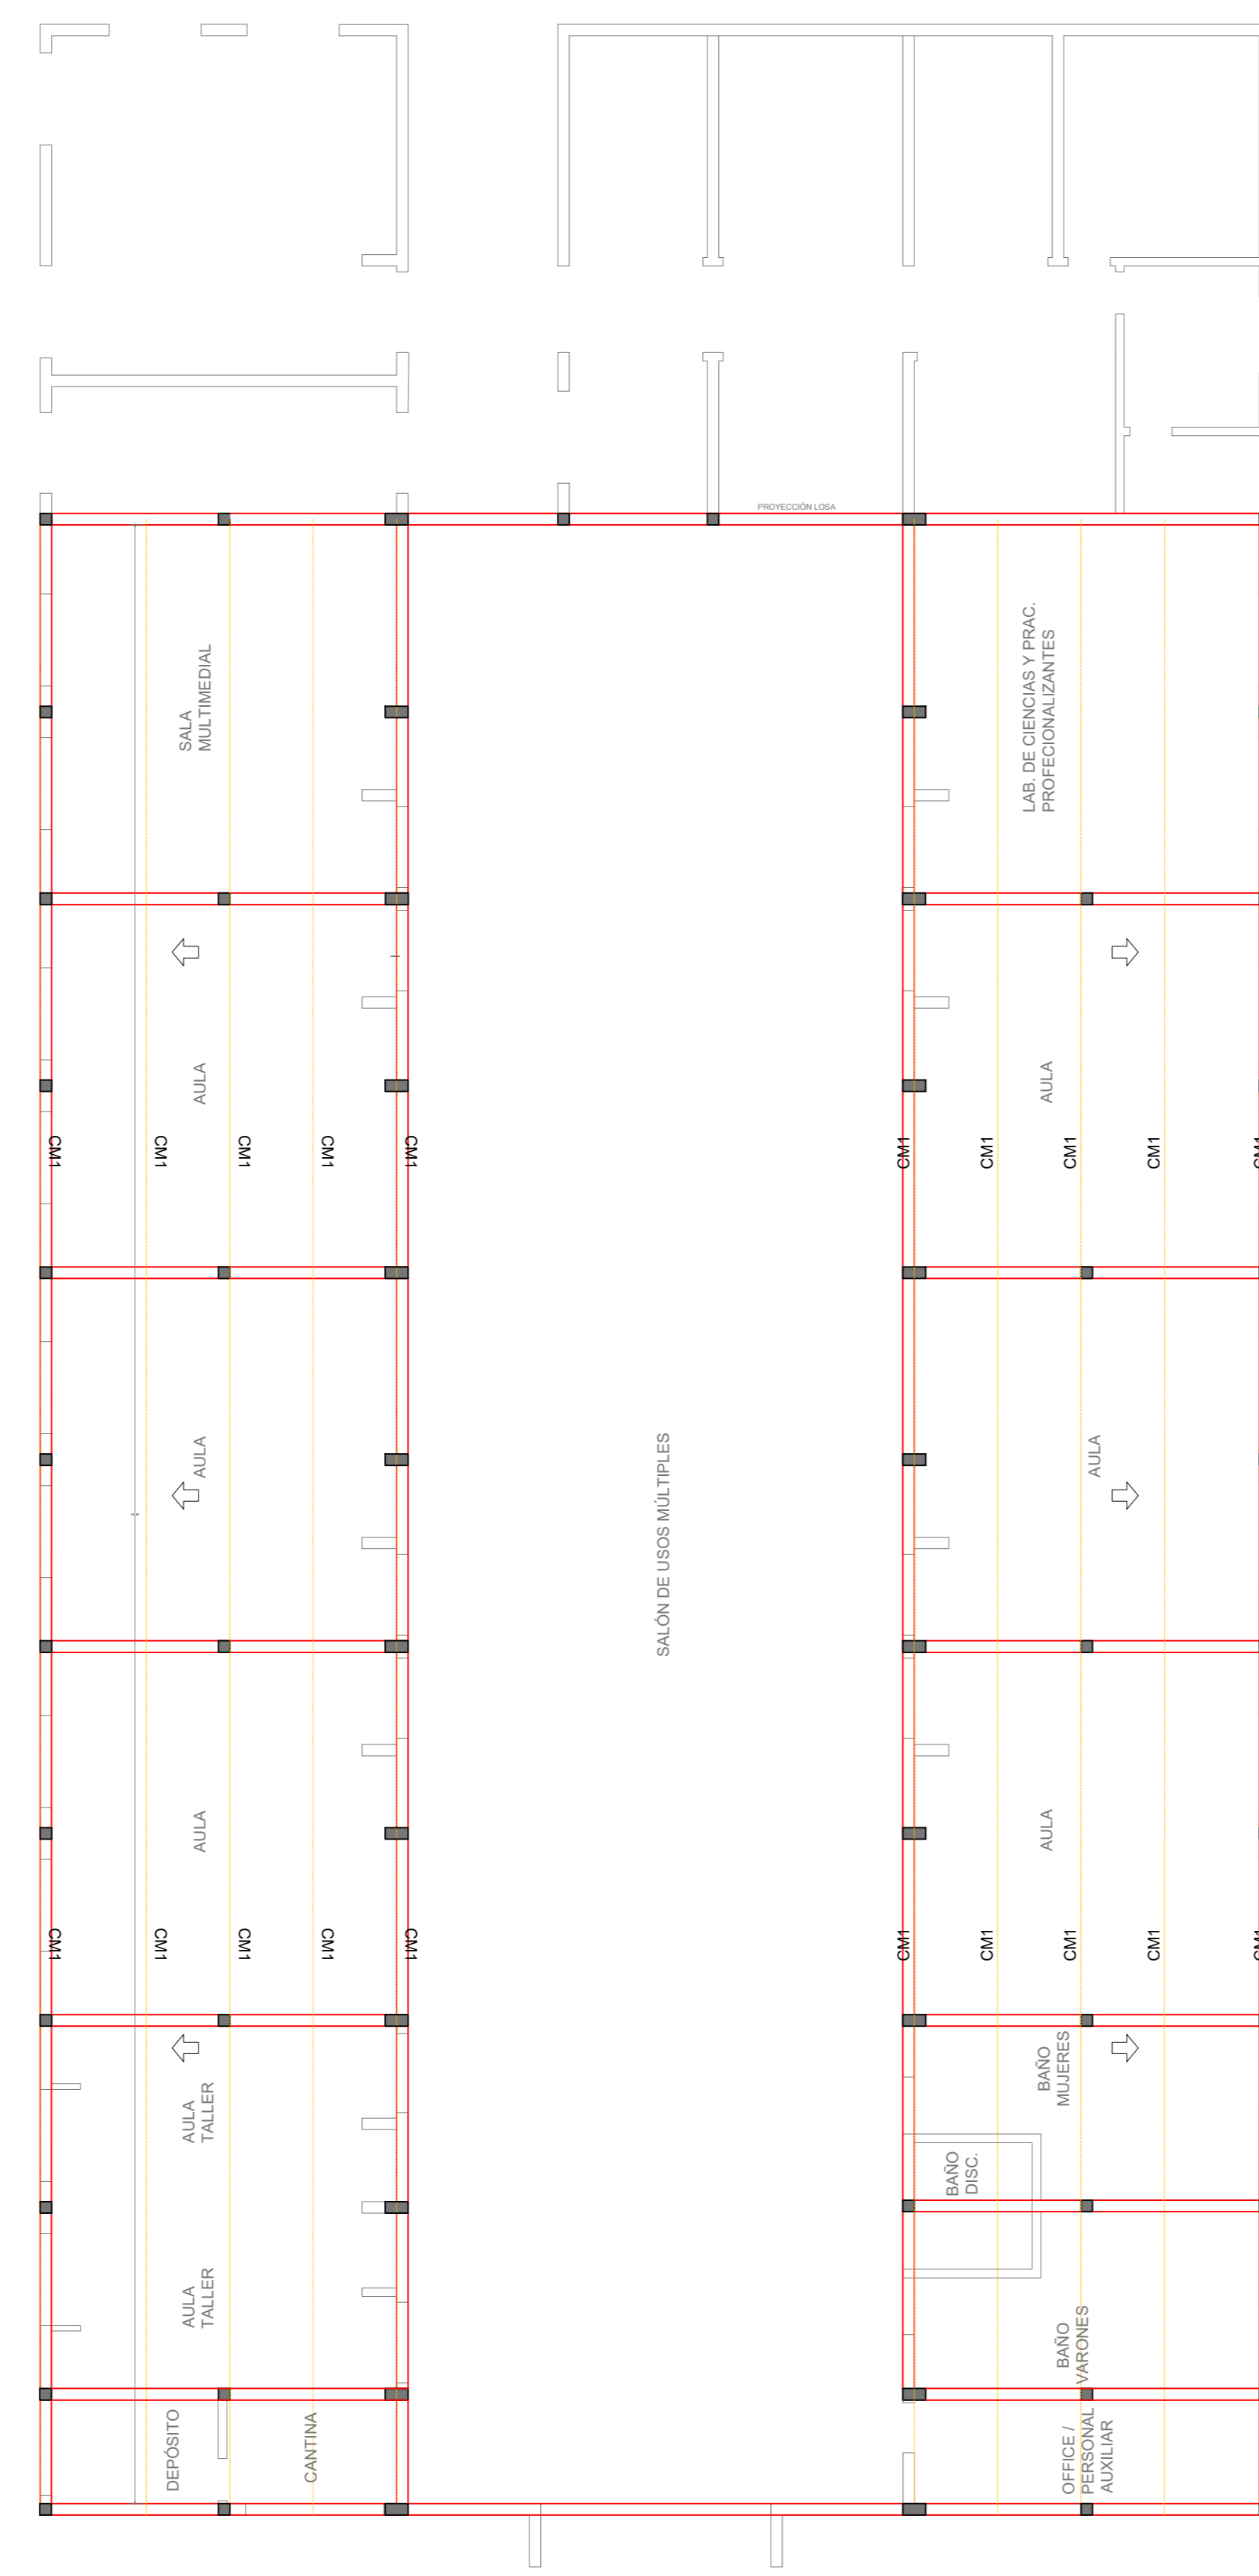 PROYECCIÓN LOSA
SALA
MULTIMEDIAL
LAB. DE CIENCIAS Y PRAC.
PROFECIONALIZANTES
AULA
AULA
CM1
CM1
CM1
CM1
CM1
CM1
CM1
CM1
CM1
CM1
AULA
SALÓN DE USOS MÚLTIPLES
AULA
AULA
AULA
CM1
CM1
CM1
CM1
CM1
CM1
CM1
CM1
CM1
CM1
AULA
TALLER
BAÑO
MUJERES
BAÑO
DISC.
AULA
TALLER
BAÑO
VARONES
DEPÓSITO
CANTINA
OFFICE /
PERSONAL
AUXILIAR